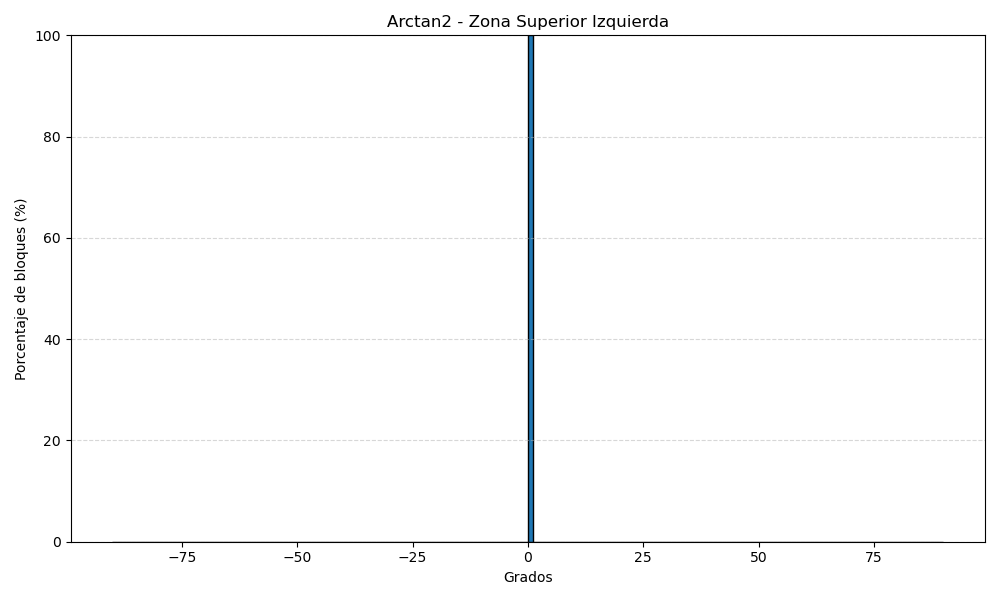 Arctan2 - Zona Superior Izquierda
100
80
60
40
20
0
Porcentaje de bloques (%)
−75 −50 −25 0 25 50 75
Grados